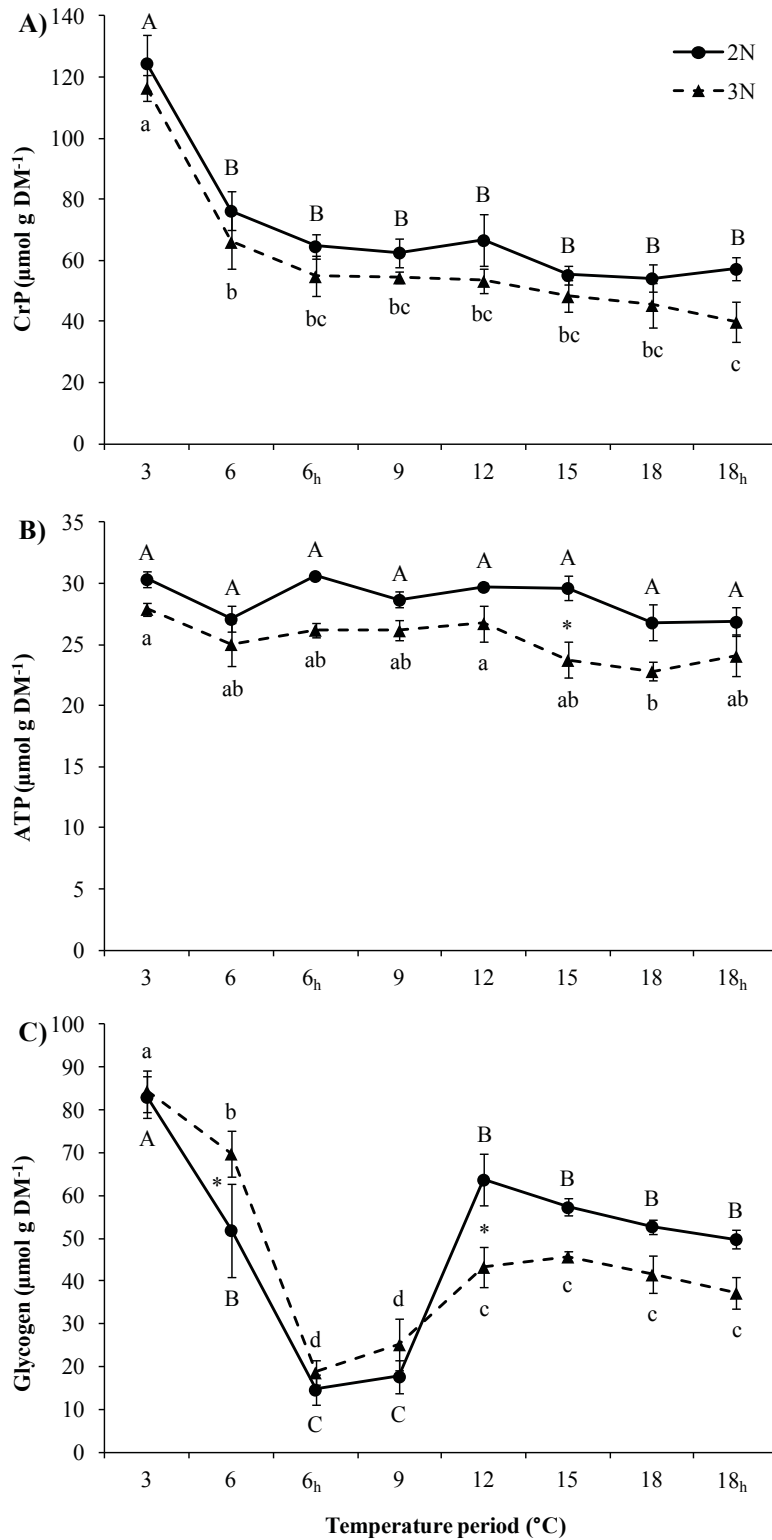 A)
CrP (µmol g DM⁻¹)
140
120
100
80
60
40
20
0
2N
3N
A
B
B
B
B
B
B
B
a
b
bc
bc
bc
bc
bc
c
3 6 6h 9 12 15 18 18h
B)
ATP (µmol g DM⁻¹)
35
30
25
20
15
10
5
0
A
A
A
A
A
A
A
A
*
a
ab
ab
ab
a
ab
b
ab
3 6 6h 9 12 15 18 18h
C)
Glycogen (µmol g DM⁻¹)
100
90
80
70
60
50
40
30
20
10
0
a
b
d
d
c
c
c
c
*
*
A
B
C
C
B
B
B
B
3 6 6h 9 12 15 18 18h
Temperature period (°C)